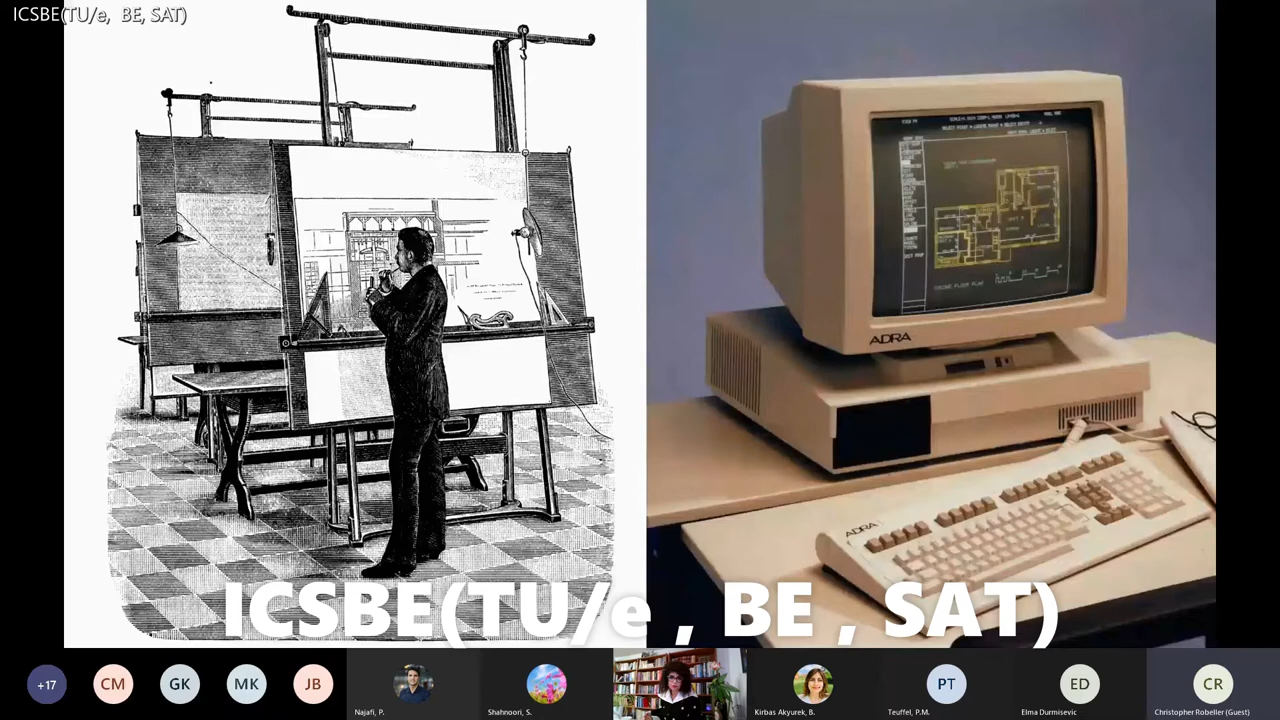 ICSBE(TU/e, BE, SAT)
ADRA
ADRA
ICSBE(TU/e , BE , SAT)
+17
CM
GK
MK
JB
Najafi, P.
Shahnoori, S.
Kirbas Akyurek, B.
PT
Teuffel, P.M.
ED
Elma Durmisevic
CR
Christopher Robeller (Guest)